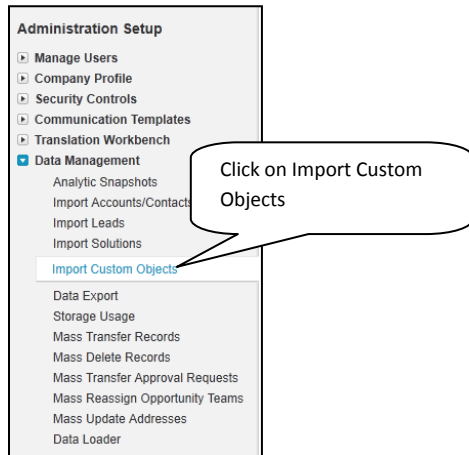 Administration Setup
Manage Users
Company Profile
Security Controls
Communication Templates
Translation Workbench
Data Management
Analytic Snapshots
Import Accounts/Contacts
Import Leads
Import Solutions
Import Custom Objects
Data Export
Storage Usage
Mass Transfer Records
Mass Delete Records
Mass Transfer Approval Requests
Mass Reassign Opportunity Teams
Mass Update Addresses
Data Loader
Click on Import Custom
Objects